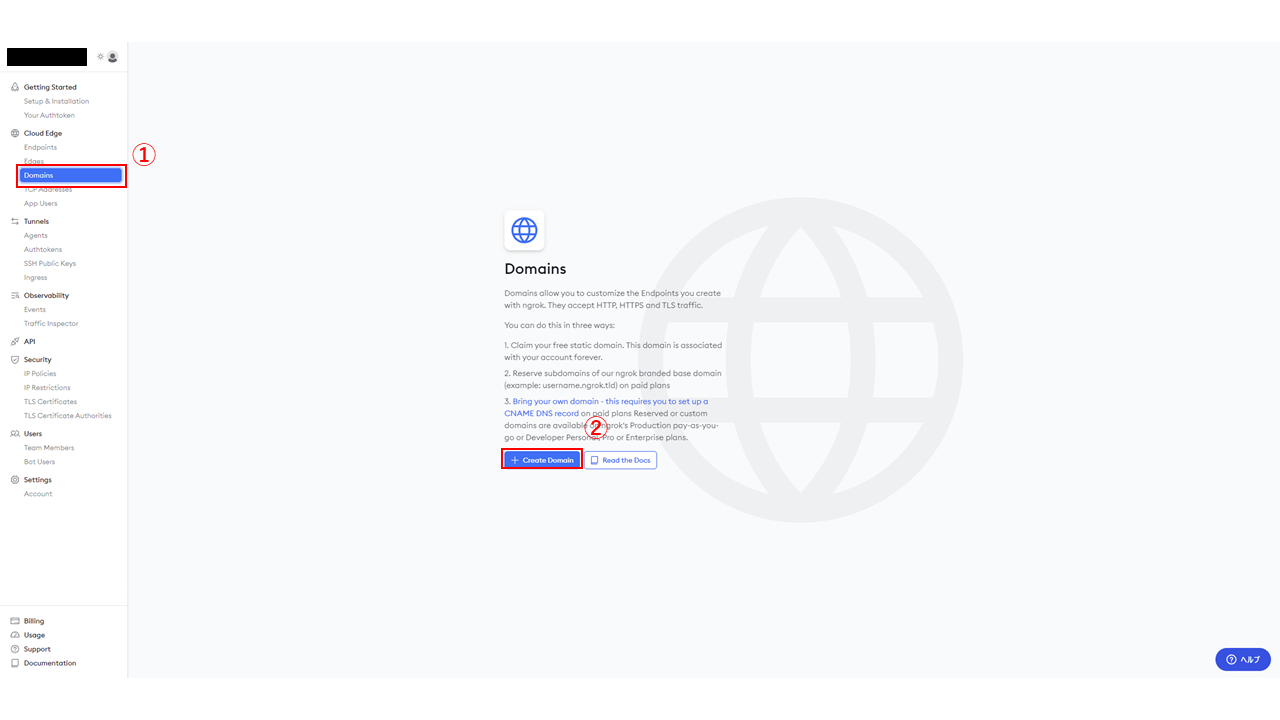 Getting Started
Setup & Installation
Your Authtoken
Cloud Edge
Endpoints
Edges
Domains
①
TCP Addresses
App Users
Tunnels
Agents
Authtokens
SSH Public Keys
Ingress
Observability
Events
Traffic Inspector
API
Security
IP Policies
IP Restrictions
TLS Certificates
TLS Certificate Authorities
Users
Team Members
Bot Users
Settings
Account
Billing
Usage
Support
Documentation
Domains
Domains allow you to customize the Endpoints you create
with ngrok. They accept HTTP, HTTPS and TLS traffic.
You can do this in three ways:
1. Claim your free static domain. This domain is associated
with your account forever.
2. Reserve subdomains of our ngrok branded base domain
(example: username.ngrok.tld) on paid plans
3. Bring your own domain - this requires you to set up a
CNAME DNS record on paid plans Reserved or custom
domains are available ngrok's Production pay-as-you-
go or Developer Personal, Pro or Enterprise plans.
②
Create Domain
Read the Docs
ヘルプ